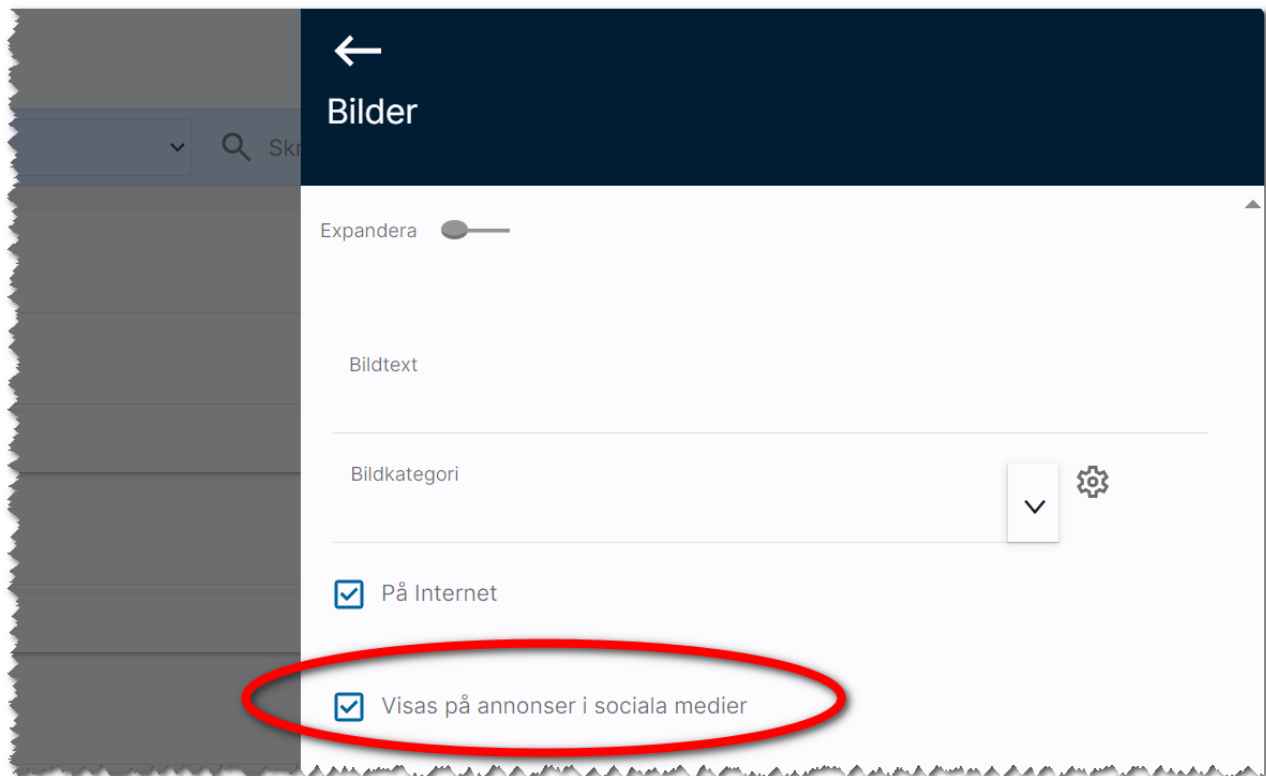 Bilder
Expandera
Bildtext
Bildkategori
På Internet
Visas på annonser i sociala medier